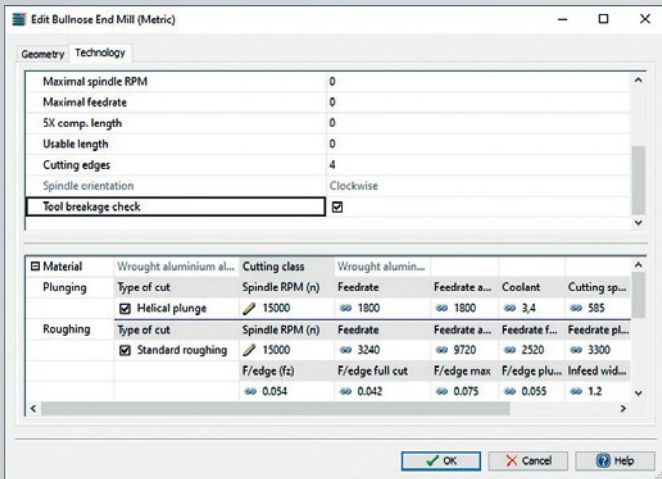 Edit Bullnose End Mill (Metric)
Geometry Technology
Maximal spindle RPM 0
Maximal feedrate 0
5X comp. length 0
Usable length 0
Cutting edges 4
Spindle orientation Clockwise
Tool breakage check
Material Wrought aluminium al... Cutting class Wrought alumin...
Plunging Type of cut Spindle RPM (n) Feedrate Feedrate a... Coolant Cutting sp...
Helical plunge 15000 1800 1800 3,4 585
Roughing Type of cut Spindle RPM (n) Feedrate Feedrate a... Feedrate f... Feedrate pl...
Standard roughing 15000 3240 9720 2520 3300
F/edge (fz) F/edge full cut F/edge max F/edge plu... Infeed wid...
0.054 0.042 0.075 0.055 1.2
OK Cancel Help